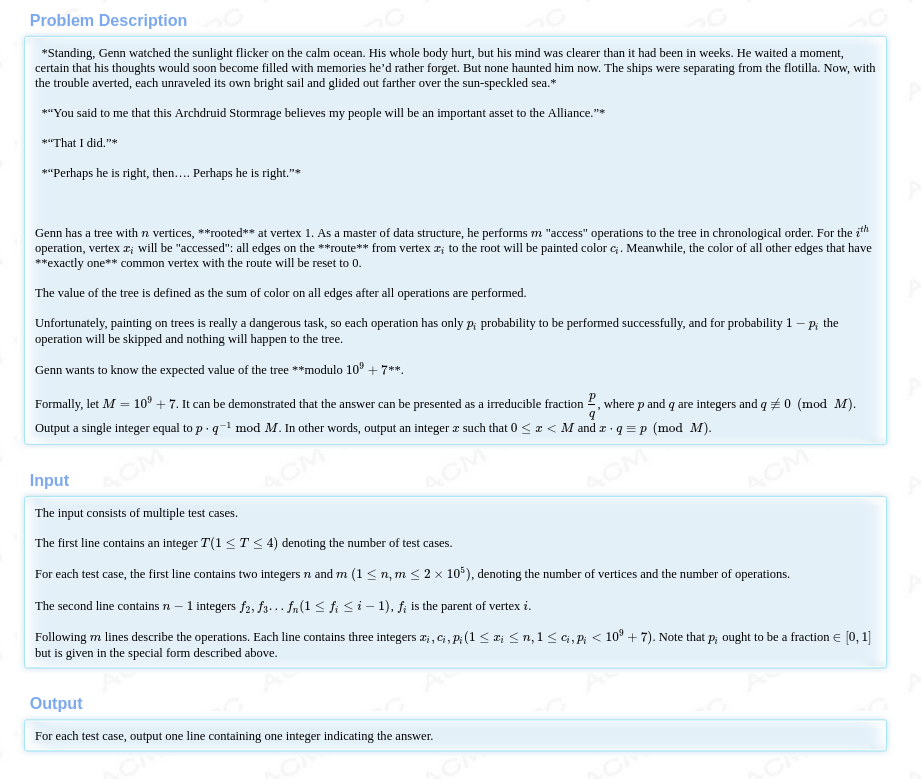 Problem Description
*Standing, Genn watched the sunlight flicker on the calm ocean. His whole body hurt, but his mind was clearer than it had been in weeks. He waited a moment,
certain that his thoughts would soon become filled with memories he’d rather forget. But none haunted him now. The ships were separating from the flotilla. Now, with
the trouble averted, each unraveled its own bright sail and glided out farther over the sun-speckled sea.*
*“You said to me that this Archdruid Stormrage believes my people will be an important asset to the Alliance.”*
*“That I did.”*
*“Perhaps he is right, then…. Perhaps he is right.”*
Genn has a tree with n vertices, **rooted** at vertex 1. As a master of data structure, he performs m "access" operations to the tree in chronological order. For the i^{th}
operation, vertex x_i will be "accessed": all edges on the **route** from vertex x_i to the root will be painted color c_i. Meanwhile, the color of all other edges that have
**exactly one** common vertex with the route will be reset to 0.
The value of the tree is defined as the sum of color on all edges after all operations are performed.
Unfortunately, painting on trees is really a dangerous task, so each operation has only p_i probability to be performed successfully, and for probability 1 − p_i the
operation will be skipped and nothing will happen to the tree.
Genn wants to know the expected value of the tree **modulo 10^9 + 7**.
Formally, let M = 10^9 + 7. It can be demonstrated that the answer can be presented as a irreducible fraction p/q, where p and q are integers and q ≢ 0 (mod M).
Output a single integer equal to p · q^{−1} mod M. In other words, output an integer x such that 0 ≤ x < M and x · q ≡ p (mod M).
Input
The input consists of multiple test cases.
The first line contains an integer T(1 ≤ T ≤ 4) denoting the number of test cases.
For each test case, the first line contains two integers n and m (1 ≤ n, m ≤ 2 × 10^5), denoting the number of vertices and the number of operations.
The second line contains n − 1 integers f_2, f_3 … f_n(1 ≤ f_i ≤ i − 1), f_i is the parent of vertex i.
Following m lines describe the operations. Each line contains three integers x_i, c_i, p_i(1 ≤ x_i ≤ n, 1 ≤ c_i, p_i < 10^9 + 7). Note that p_i ought to be a fraction ∈ [0, 1]
but is given in the special form described above.
Output
For each test case, output one line containing one integer indicating the answer.